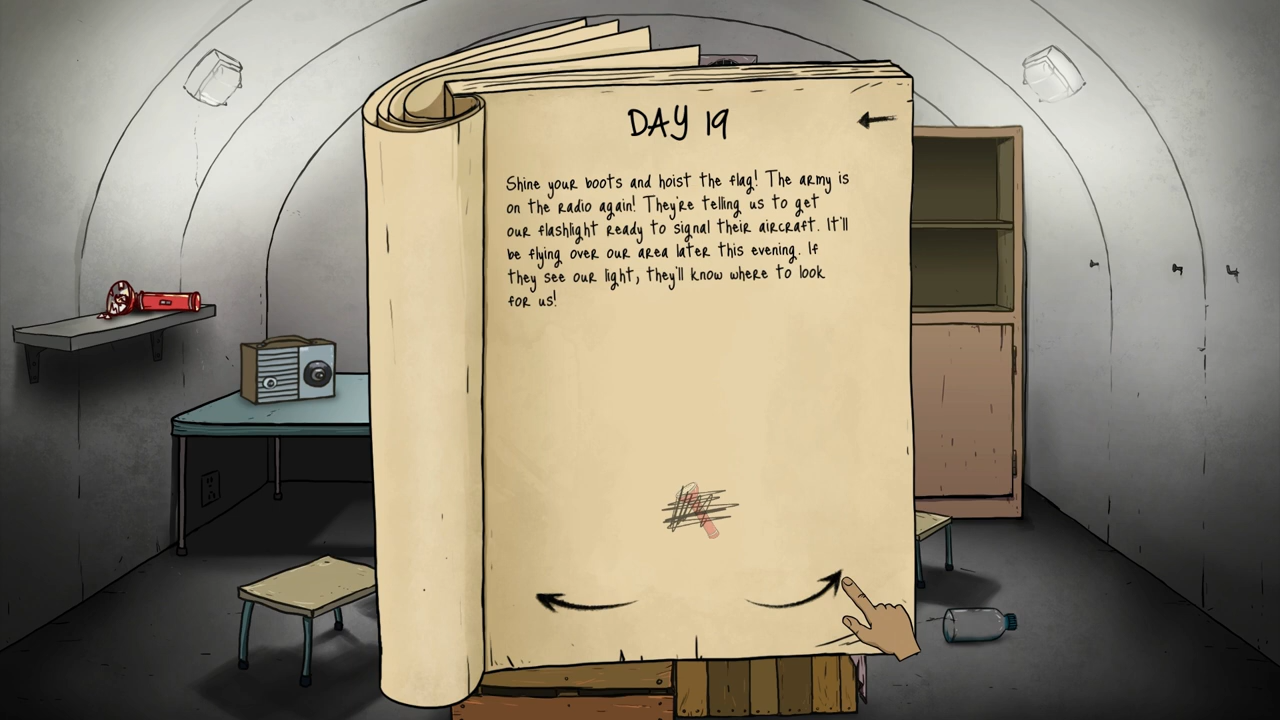 DAY 19
Shine your boots and hoist the flag! The army is
on the radio again! They're telling us to get
our flashlight ready to signal their aircraft. It'll
be flying over our area later this evening. If
they see our light, they'll know where to look
for us!